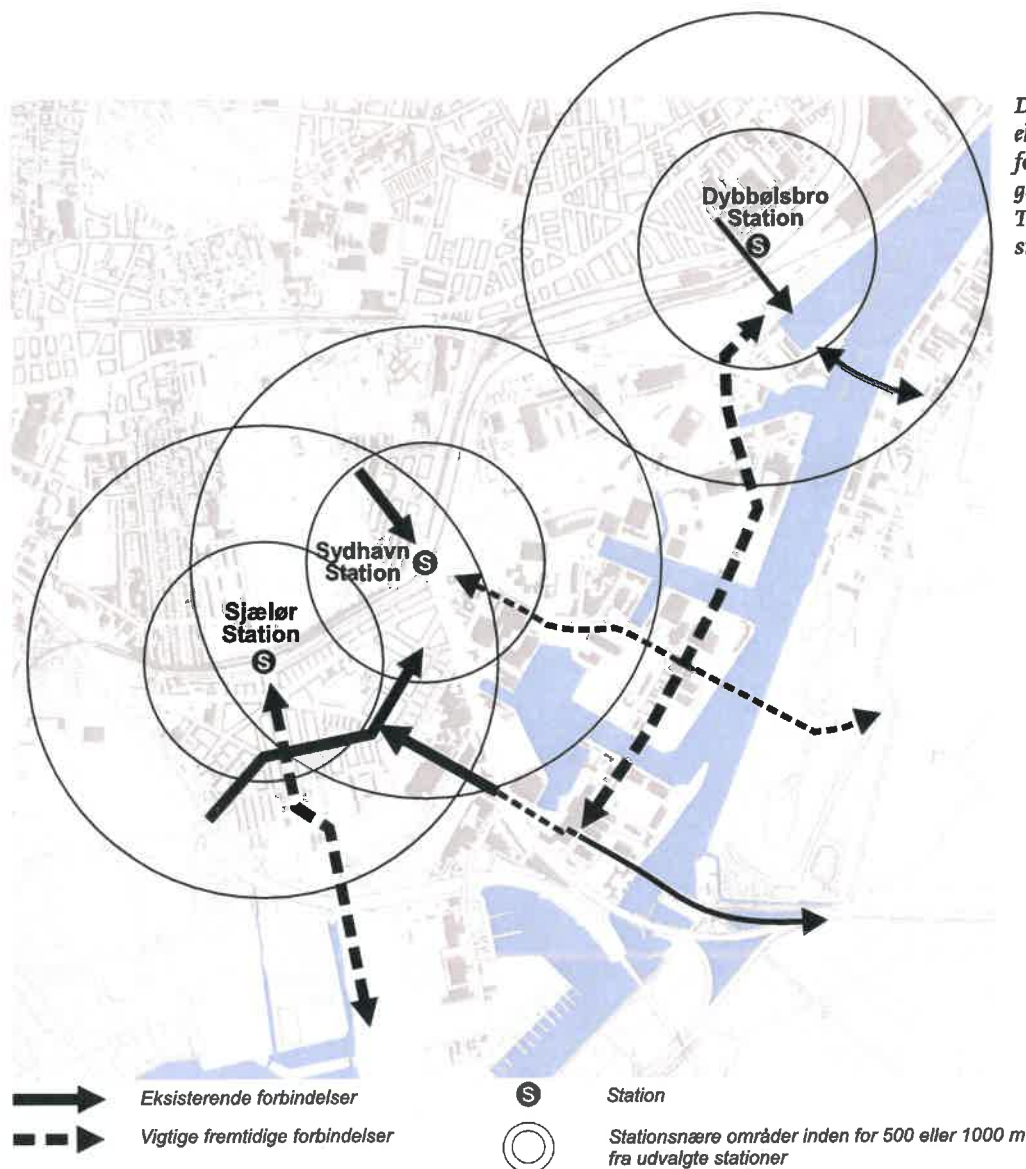 Dybbølsbro
Station
S
Sydhavn
Station
S
Sjælør
Station
S
Eksisterende forbindelser
S
Station
Vigtige fremtidige forbindelser
Stationsnære områder inden for 500 eller 1000 m
fra udvalgte stationer